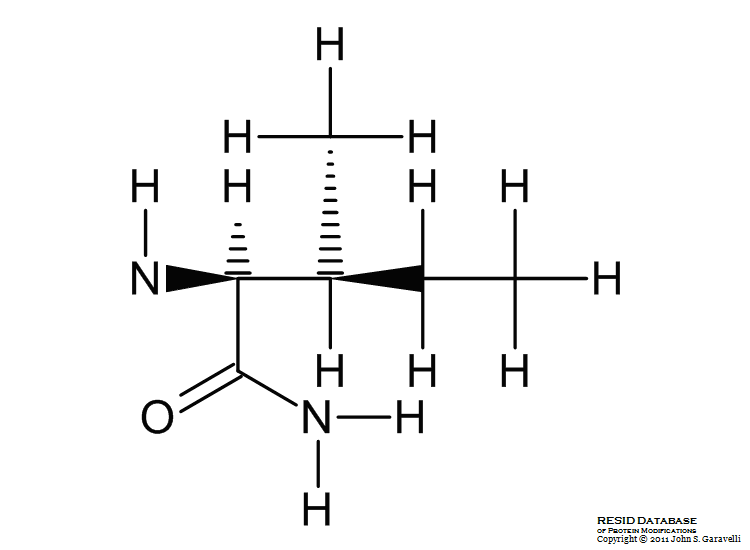 H
H H
H H H H
N H
H H H
O N H
H
RESID DATABASE
OF PROTEIN MODIFICATIONS
Copyright © 2011 John S. Garavelli